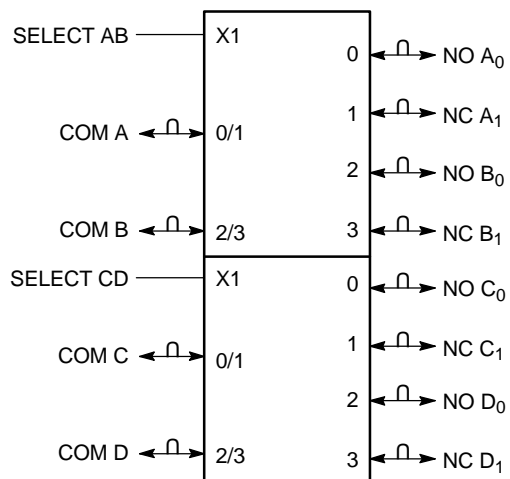 SELECT AB X1
0 NO A₀
1 NC A₁
COM A 0/1
2 NO B₀
COM B 2/3 3 NC B₁
SELECT CD X1
0 NO C₀
1 NC C₁
COM C 0/1
2 NO D₀
COM D 2/3 3 NC D₁